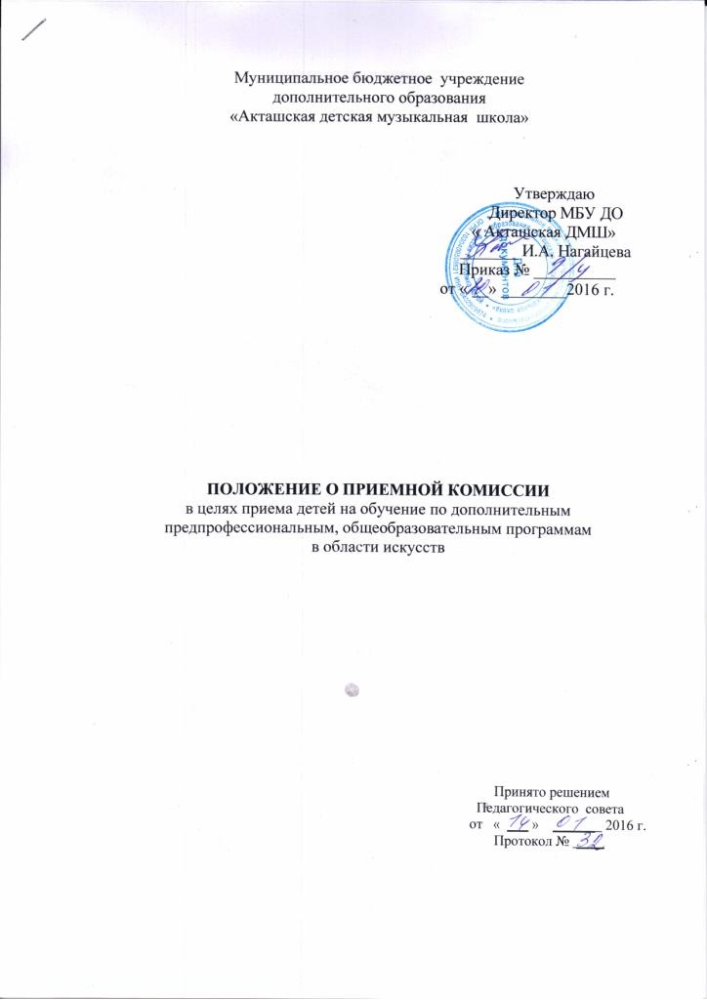 Муниципальное бюджетное учреждение
дополнительного образования
«Акташская детская музыкальная школа»
Утверждаю
Директор МБУ ДО
« Акташская ДМШ»
И.А. Нагайцева
Приказ № 9/4
от « » 01 2016 г.
ДЛЯ
ДОКУМЕНТОВ
ПОЛОЖЕНИЕ О ПРИЕМНОЙ КОМИССИИ
в целях приема детей на обучение по дополнительным
предпрофессиональным, общеобразовательным программам
в области искусств
Принято решением
Педагогического совета
от « 14 » 01 2016 г.
Протокол № 32